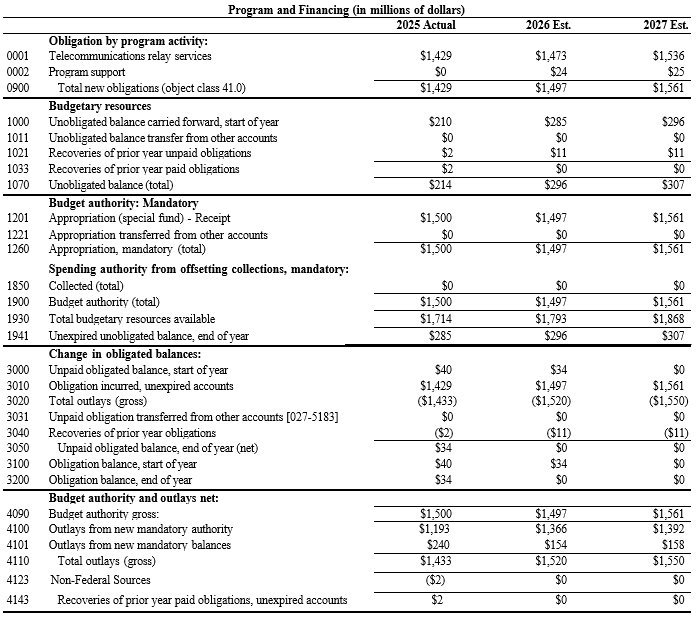 Program and Financing (in millions of dollars)
2025 Actual 2026 Est. 2027 Est.
Obligation by program activity:
0001 Telecommunications relay services $1,429 $1,473 $1,536
0002 Program support $0 $24 $25
0900 Total new obligations (object class 41.0) $1,429 $1,497 $1,561
Budgetary resources
1000 Unobligated balance carried forward, start of year $210 $285 $296
1011 Unobligated balance transfer from other accounts $0 $0 $0
1021 Recoveries of prior year unpaid obligations $2 $11 $11
1033 Recoveries of prior year paid obligations $2 $0 $0
1070 Unobligated balance (total) $214 $296 $307
Budget authority: Mandatory
1201 Appropriation (special fund) - Receipt $1,500 $1,497 $1,561
1221 Appropriation transferred from other accounts $0 $0 $0
1260 Appropriation, mandatory (total) $1,500 $1,497 $1,561
Spending authority from offsetting collections, mandatory:
1850 Collected (total) $0 $0 $0
1900 Budget authority (total) $1,500 $1,497 $1,561
1930 Total budgetary resources available $1,714 $1,793 $1,868
1941 Unexpired unobligated balance, end of year $285 $296 $307
Change in obligated balances:
3000 Unpaid obligated balance, start of year $40 $34 $0
3010 Obligation incurred, unexpired accounts $1,429 $1,497 $1,561
3020 Total outlays (gross) ($1,433) ($1,520) ($1,550)
3031 Unpaid obligation transferred from other accounts [027-5183] $0 $0 $0
3040 Recoveries of prior year obligations ($2) ($11) ($11)
3050 Unpaid obligated balance, end of year (net) $34 $0 $0
3100 Obligation balance, start of year $40 $34 $0
3200 Obligation balance, end of year $34 $0 $0
Budget authority and outlays net:
4090 Budget authority gross: $1,500 $1,497 $1,561
4100 Outlays from new mandatory authority $1,193 $1,366 $1,392
4101 Outlays from new mandatory balances $240 $154 $158
4110 Total outlays (gross) $1,433 $1,520 $1,550
4123 Non-Federal Sources ($2) $0 $0
4143 Recoveries of prior year paid obligations, unexpired accounts $2 $0 $0